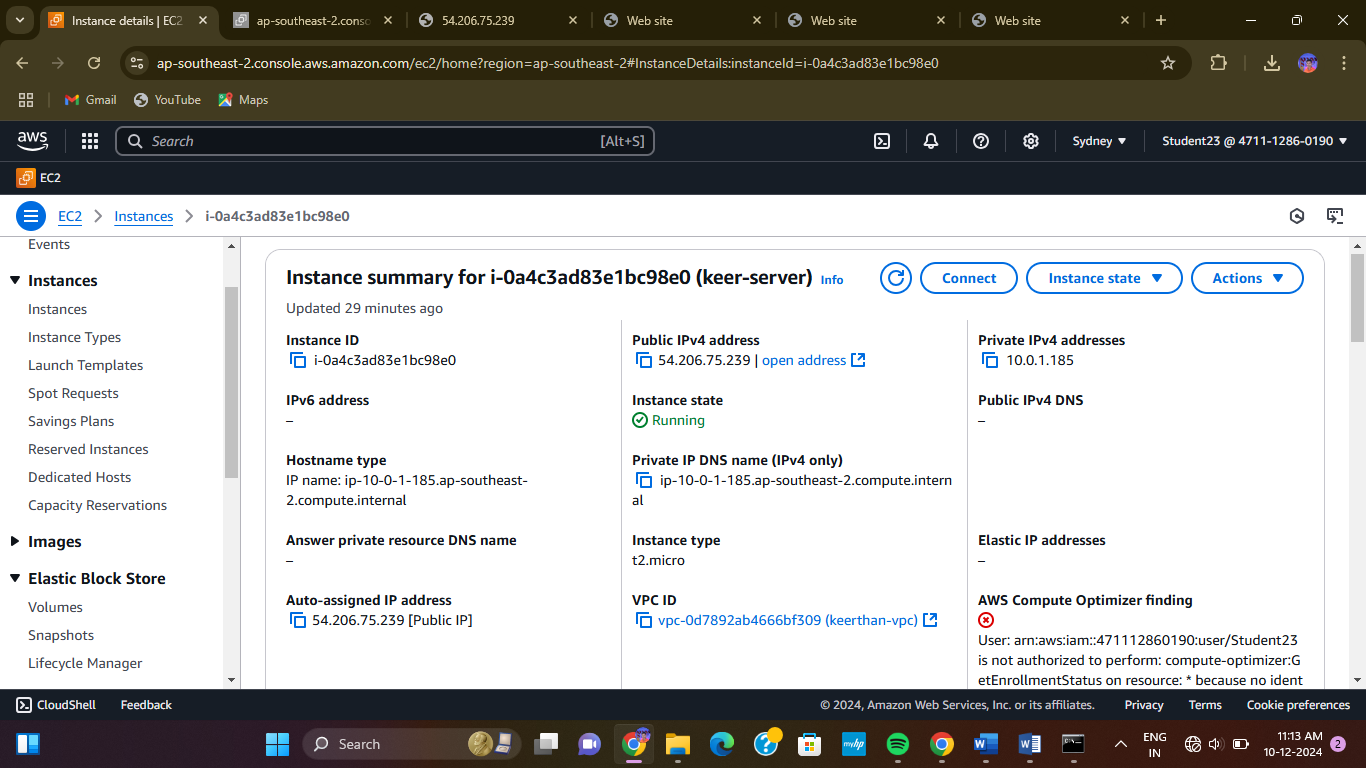 Instance details | EC2
ap-southeast-2.conso
54.206.75.239
Web site
Web site
Web site
ap-southeast-2.console.aws.amazon.com/ec2/home?region=ap-southeast-2#InstanceDetails:instanceId=i-0a4c3ad83e1bc98e0
Gmail
YouTube
Maps
aws
Search
[Alt+S]
Sydney
Student23 @ 4711-1286-0190
EC2
EC2
Instances
i-0a4c3ad83e1bc98e0
Events
Instances
Instances
Instance Types
Launch Templates
Spot Requests
Savings Plans
Reserved Instances
Dedicated Hosts
Capacity Reservations
Images
Elastic Block Store
Volumes
Snapshots
Lifecycle Manager
Instance summary for i-0a4c3ad83e1bc98e0 (keer-server) Info
Connect
Instance state
Actions
Updated 29 minutes ago
Instance ID
i-0a4c3ad83e1bc98e0
Public IPv4 address
54.206.75.239 | open address
Private IPv4 addresses
10.0.1.185
IPv6 address
–
Instance state
Running
Public IPv4 DNS
–
Hostname type
IP name: ip-10-0-1-185.ap-southeast-
2.compute.internal
Private IP DNS name (IPv4 only)
ip-10-0-1-185.ap-southeast-2.compute.intern
al
Answer private resource DNS name
–
Instance type
t2.micro
Elastic IP addresses
–
Auto-assigned IP address
54.206.75.239 [Public IP]
VPC ID
vpc-0d7892ab4666bf309 (keerthan-vpc)
AWS Compute Optimizer finding
User: arn:aws:iam::471112860190:user/Student23
is not authorized to perform: compute-optimizer:G
etEnrollmentStatus on resource: * because no ident
CloudShell
Feedback
© 2024, Amazon Web Services, Inc. or its affiliates.
Privacy
Terms
Cookie preferences
Search
myhp
ENG
IN
11:13 AM
10-12-2024
2